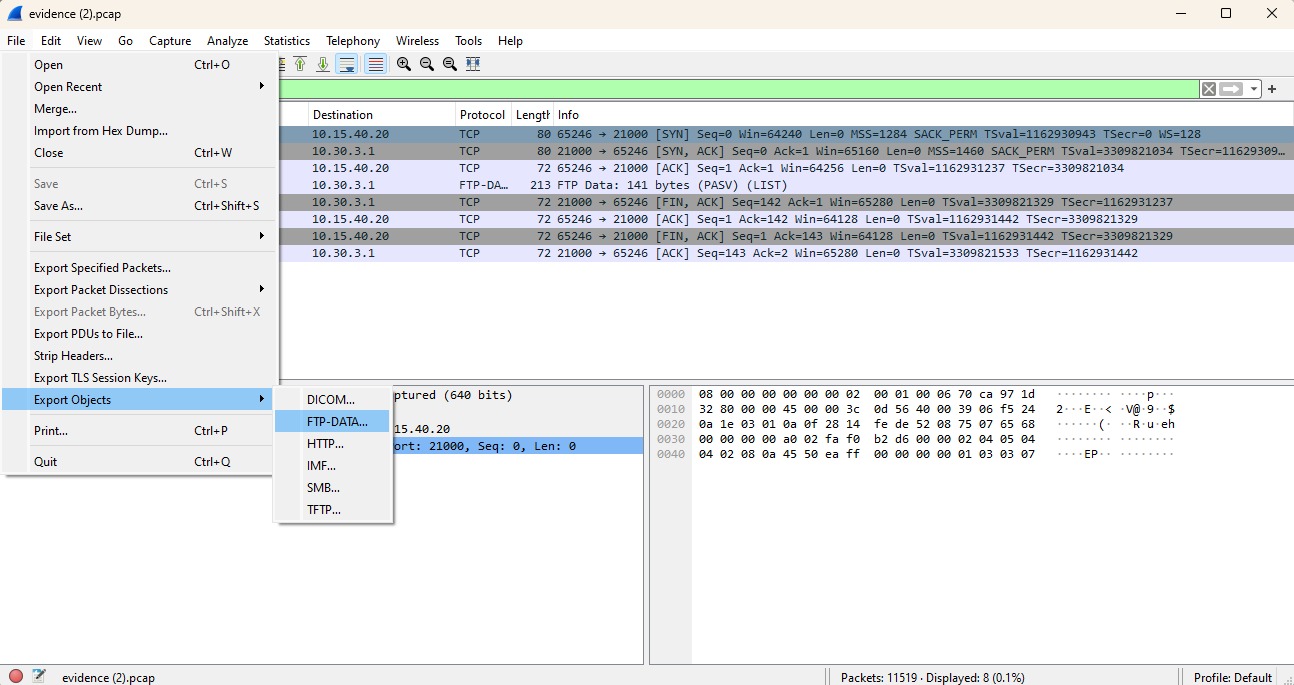 evidence (2).pcap
File Edit View Go Capture Analyze Statistics Telephony Wireless Tools Help
Open Ctrl+O
Open Recent
Merge...
Import from Hex Dump...
Close Ctrl+W
Save Ctrl+S
Save As... Ctrl+Shift+S
File Set
Export Specified Packets...
Export Packet Dissections
Export Packet Bytes... Ctrl+Shift+X
Export PDUs to File...
Strip Headers...
Export TLS Session Keys...
Export Objects
Print... Ctrl+P
Quit Ctrl+Q
DICOM...
FTP-DATA...
HTTP...
IMF...
SMB...
TFTP...
Destination Protocol Length Info
10.15.40.20 TCP 80 65246 → 21000 [SYN] Seq=0 Win=64240 Len=0 MSS=1284 SACK_PERM TSval=1162930943 TSecr=0 WS=128
10.30.3.1 TCP 80 21000 → 65246 [SYN, ACK] Seq=0 Ack=1 Win=65160 Len=0 MSS=1460 SACK_PERM TSval=3309821034 TSecr=11629309...
10.15.40.20 TCP 72 65246 → 21000 [ACK] Seq=1 Ack=1 Win=64256 Len=0 TSval=1162931237 TSecr=3309821034
10.30.3.1 FTP-DA... 213 FTP Data: 141 bytes (PASV) (LIST)
10.30.3.1 TCP 72 21000 → 65246 [FIN, ACK] Seq=142 Ack=1 Win=65280 Len=0 TSval=3309821329 TSecr=1162931237
10.15.40.20 TCP 72 65246 → 21000 [ACK] Seq=1 Ack=142 Win=64128 Len=0 TSval=1162931442 TSecr=3309821329
10.15.40.20 TCP 72 65246 → 21000 [FIN, ACK] Seq=1 Ack=143 Win=64128 Len=0 TSval=1162931442 TSecr=3309821329
10.30.3.1 TCP 72 21000 → 65246 [ACK] Seq=143 Ack=2 Win=65280 Len=0 TSval=3309821533 TSecr=1162931442
ptured (640 bits)
15.40.20
ort: 21000, Seq: 0, Len: 0
0000 08 00 00 00 00 00 00 02 00 01 00 06 70 ca 97 1d ········ ····p···
0010 32 80 00 00 45 00 00 3c 0d 56 40 00 39 06 f5 24 2···E··< ·V@·9··$
0020 0a 1e 03 01 0a 0f 28 14 fe de 52 08 87 50 76 56 8 ······(· ··R·u·eh
0030 00 00 00 00 a0 02 fa f0 b2 d6 00 00 02 04 05 04 ········ ········
0040 04 02 08 0a 45 50 ea ff 00 00 00 00 01 03 03 07 ····EP·· ········
evidence (2).pcap
Packets: 11519 · Displayed: 8 (0.1%)
Profile: Default